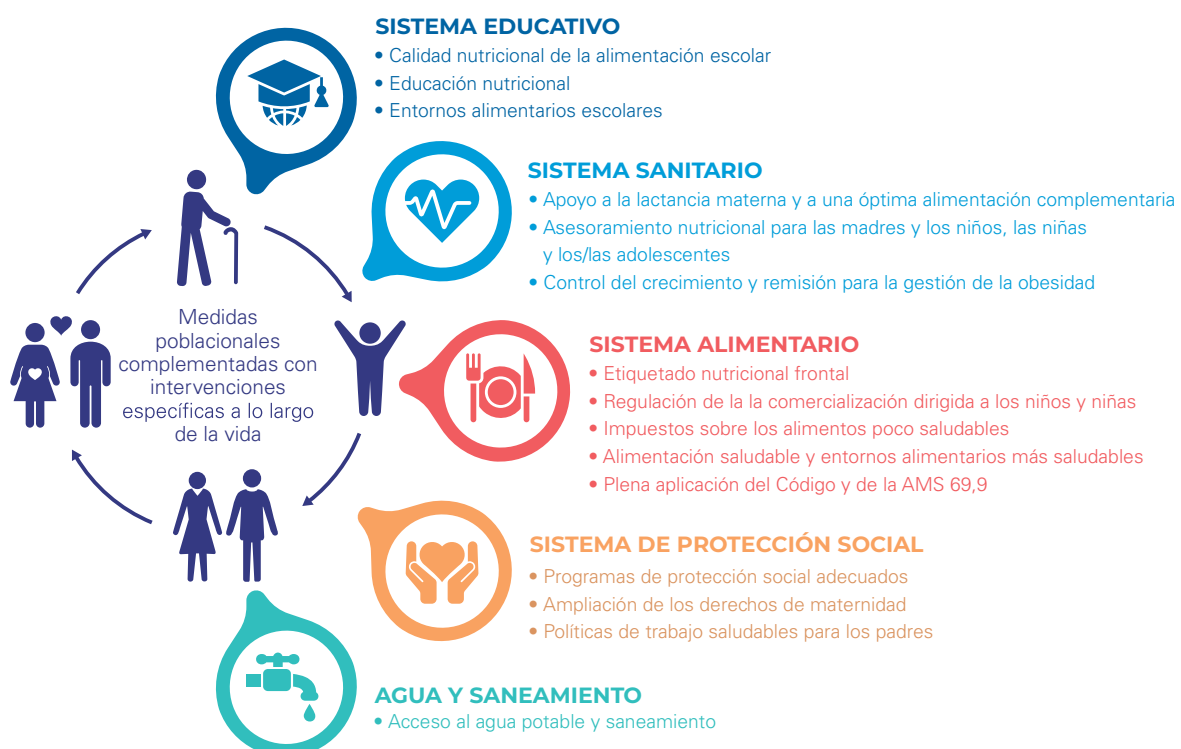 SISTEMA EDUCATIVO
• Calidad nutricional de la alimentación escolar
• Educación nutricional
• Entornos alimentarios escolares
SISTEMA SANITARIO
• Apoyo a la lactancia materna y a una óptima alimentación complementaria
• Asesoramiento nutricional para las madres y los niños, las niñas
y los/las adolescentes
• Control del crecimiento y remisión para la gestión de la obesidad
Medidas
poblacionales
complementadas con
intervenciones
específicas a lo largo
de la vida
SISTEMA ALIMENTARIO
• Etiquetado nutricional frontal
• Regulación de la la comercialización dirigida a los niños y niñas
• Impuestos sobre los alimentos poco saludables
• Alimentación saludable y entornos alimentarios más saludables
• Plena aplicación del Código y de la AMS 69,9
SISTEMA DE PROTECCIÓN SOCIAL
• Programas de protección social adecuados
• Ampliación de los derechos de maternidad
• Políticas de trabajo saludables para los padres
AGUA Y SANEAMIENTO
• Acceso al agua potable y saneamiento